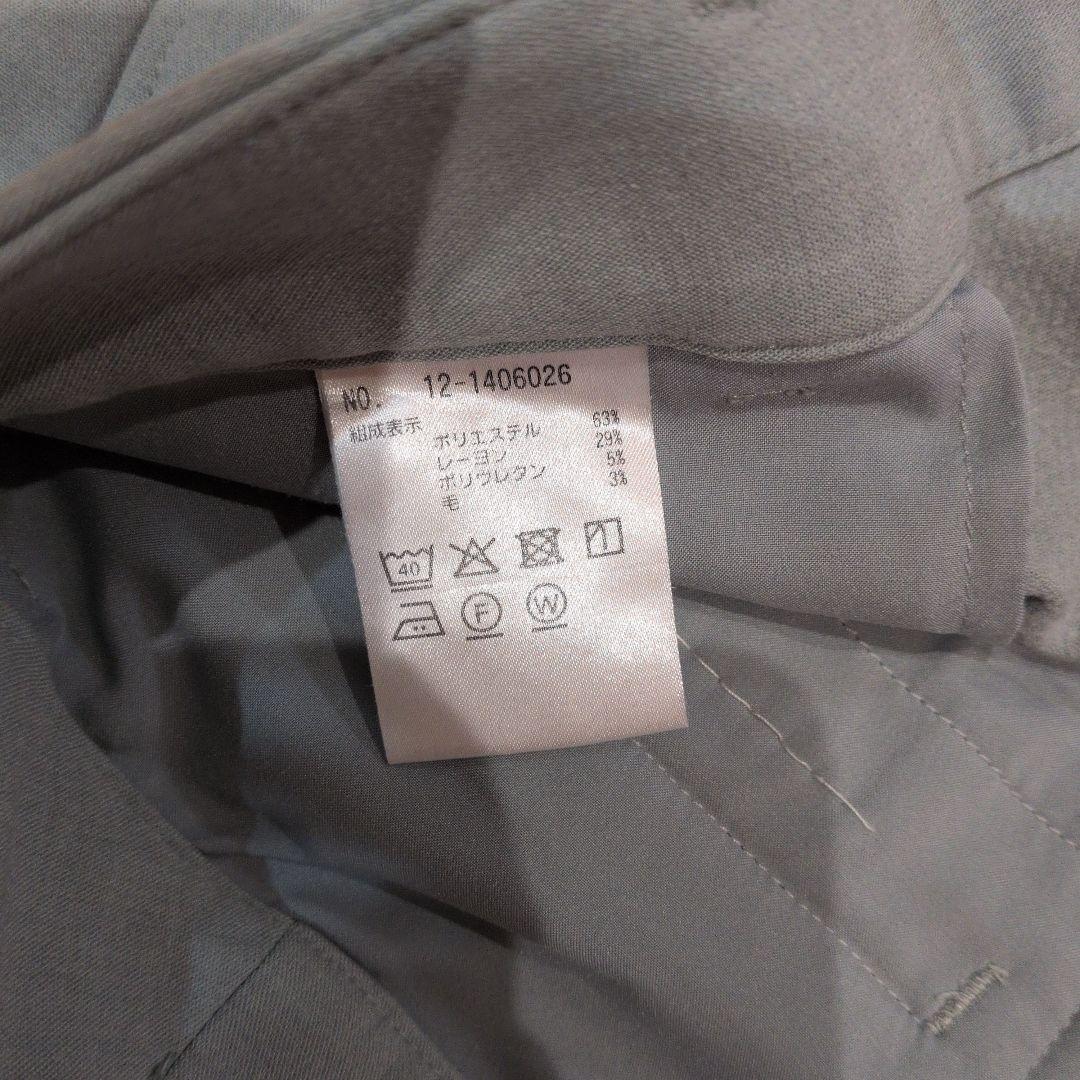 NO. 12-1406026
組成表示
ポリエステル 63%
レーヨン 29%
ポリウレタン 5%
毛 3%
40
F W